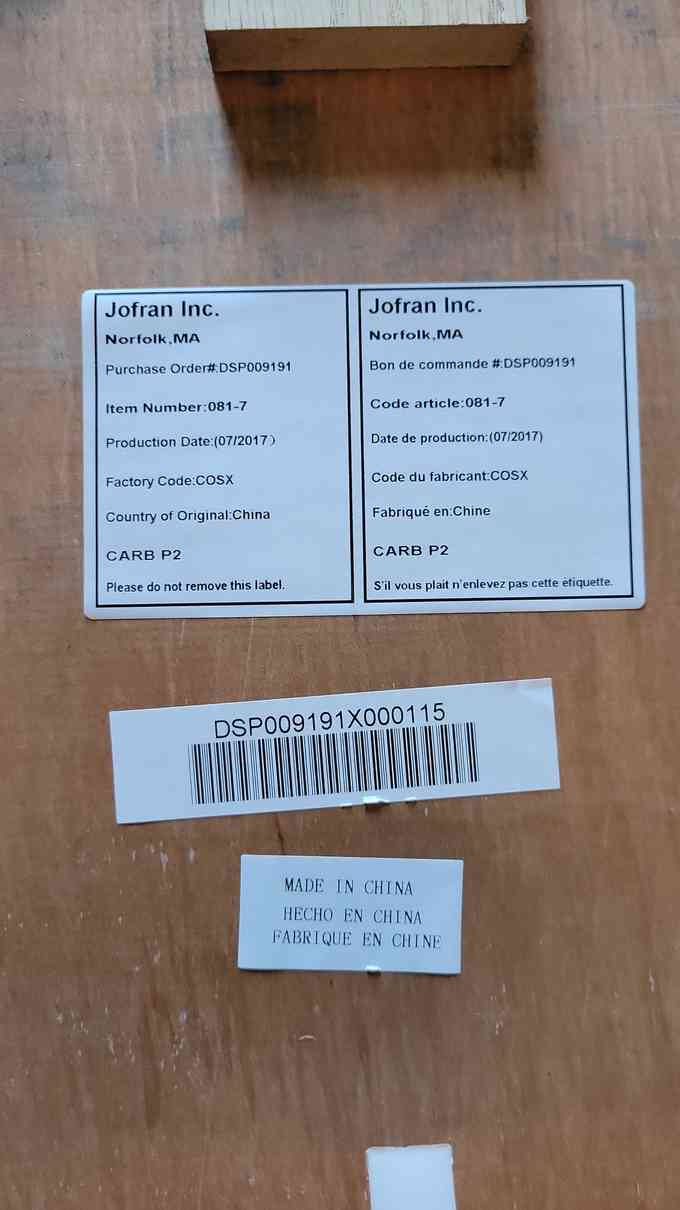 Jofran Inc.
Norfolk,MA
Purchase Order#:DSP009191
Item Number:081-7
Production Date:(07/2017)
Factory Code:COSX
Country of Original:China
CARB P2
Please do not remove this label.
Jofran Inc.
Norfolk,MA
Bon de commande #:DSP009191
Code article:081-7
Date de production:(07/2017)
Code du fabricant:COSX
Fabriqué en:Chine
CARB P2
S'il vous plait n'enlevez pas cette étiquette.
DSP009191X000115
MADE IN CHINA
HECHO EN CHINA
FABRIQUE EN CHINE